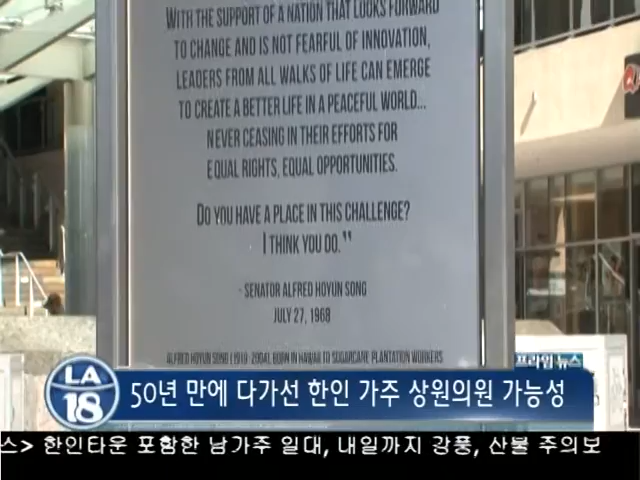 WITH THE SUPPORT OF A NATION THAT LOOKS FORWARD
TO CHANGE AND IS NOT FEARFUL OF INNOVATION,
LEADERS FROM ALL WALKS OF LIFE CAN EMERGE
TO CREATE A BETTER LIFE IN A PEACEFUL WORLD...
NEVER CEASING IN THEIR EFFORTS FOR
EQUAL RIGHTS, EQUAL OPPORTUNITIES.
DO YOU HAVE A PLACE IN THIS CHALLENGE?
I THINK YOU DO.”
- SENATOR ALFRED HOYUN SONG
JULY 27, 1968
ALFRED HOYUN SONG (1919-2004), BORN IN HAWAII TO SUGARCANE PLANTATION WORKERS
프라임 뉴스
LA
18
50년 만에 다가선 한인 가주 상원의원 가능성
스> 한인타운 포함한 남가주 일대, 내일까지 강풍, 산불 주의보